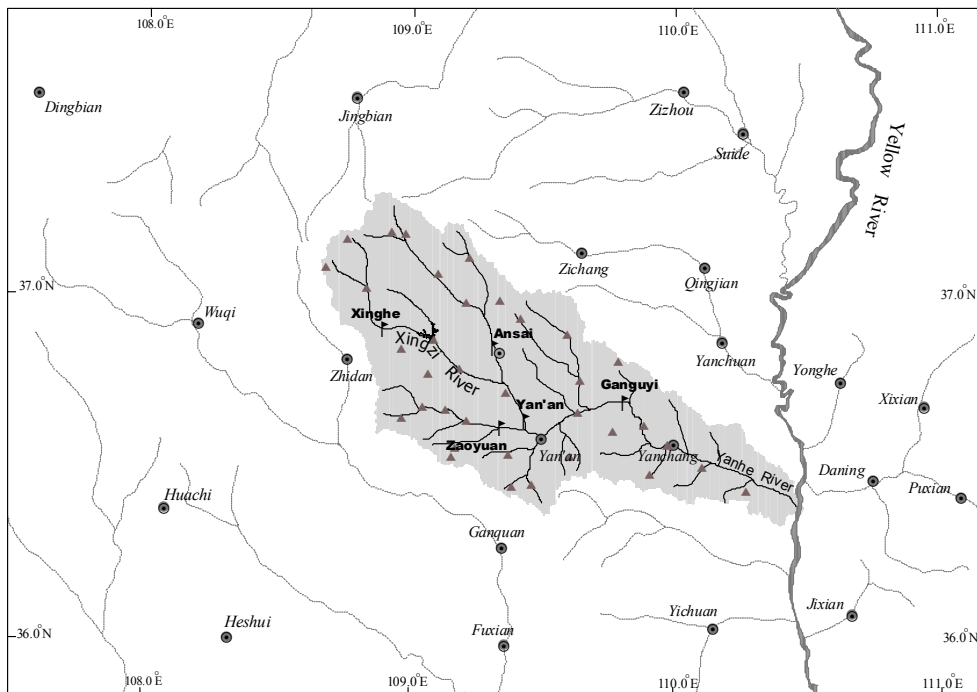 108.0°E
109.0°E
110.0°E
111.0°E
Dingbian
Jingbian
Zizhou
Suide
Yellow River
Zichang
Qingjian
37.0°N
37.0°N
Wuqi
Xinghe
Ansai
Xingzi River
Zhidan
Yanchuan
Yonghe
Ganguyi
Xixian
Yan'an
Zaoyuan
Yan'an
Yanchang
Yanhe River
Daning
Puxian
Huachi
Ganquan
Yichuan
Jixian
Heshui
Fuxian
36.0°N
36.0°N
108.0°E
109.0°E
110.0°E
111.0°E